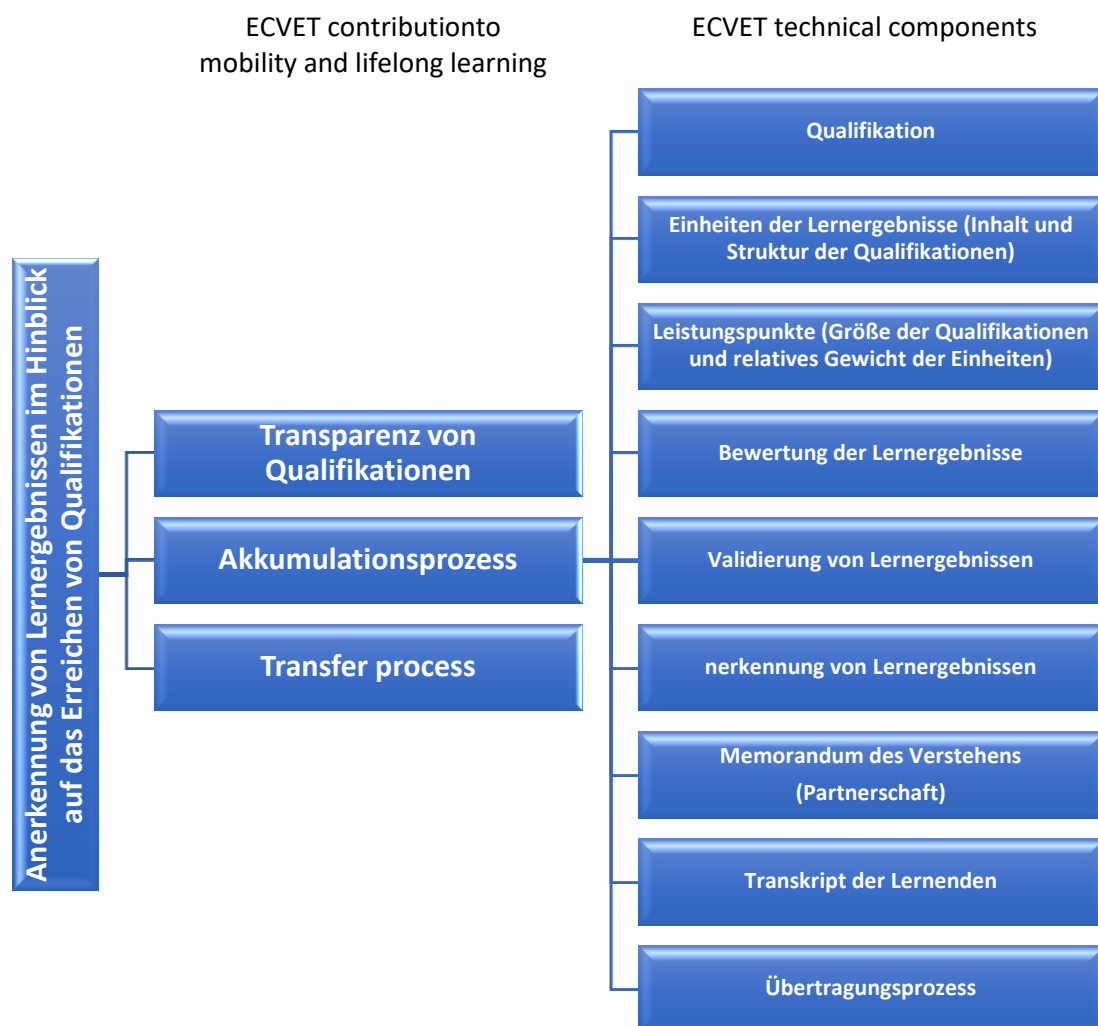 ECVET contributionto
mobility and lifelong learning
ECVET technical components
Anerkennung von Lernergebnissen im Hinblick
auf das Erreichen von Qualifikationen
Transparenz von
Qualifikationen
Akkumulationsprozess
Transfer process
Qualifikation
Einheiten der Lernergebnisse (Inhalt und
Struktur der Qualifikationen)
Leistungspunkte (Größe der Qualifikationen
und relatives Gewicht der Einheiten)
Bewertung der Lernergebnisse
Validierung von Lernergebnissen
nerkennung von Lernergebnissen
Memorandum des Verstehens
(Partnerschaft)
Transkript der Lernenden
Übertragungsprozess